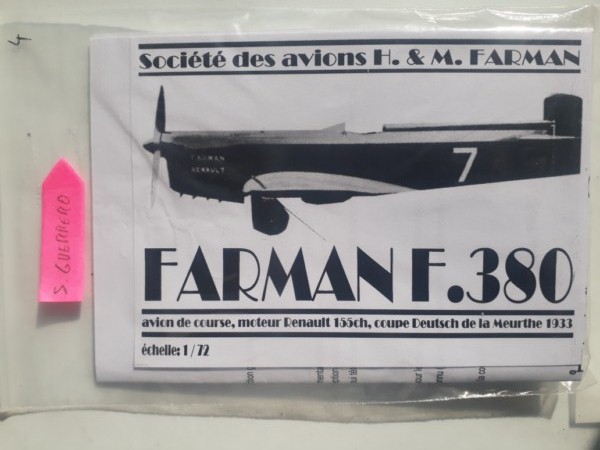 4
Société des avions H. & M. FARMAN
FARMAN
RENAULT
7
S. GUERRERO
FARMAN F.380
avion de course, moteur Renault 155ch, coupe Deutsch de la Meurthe 1933
échelle: 1/72